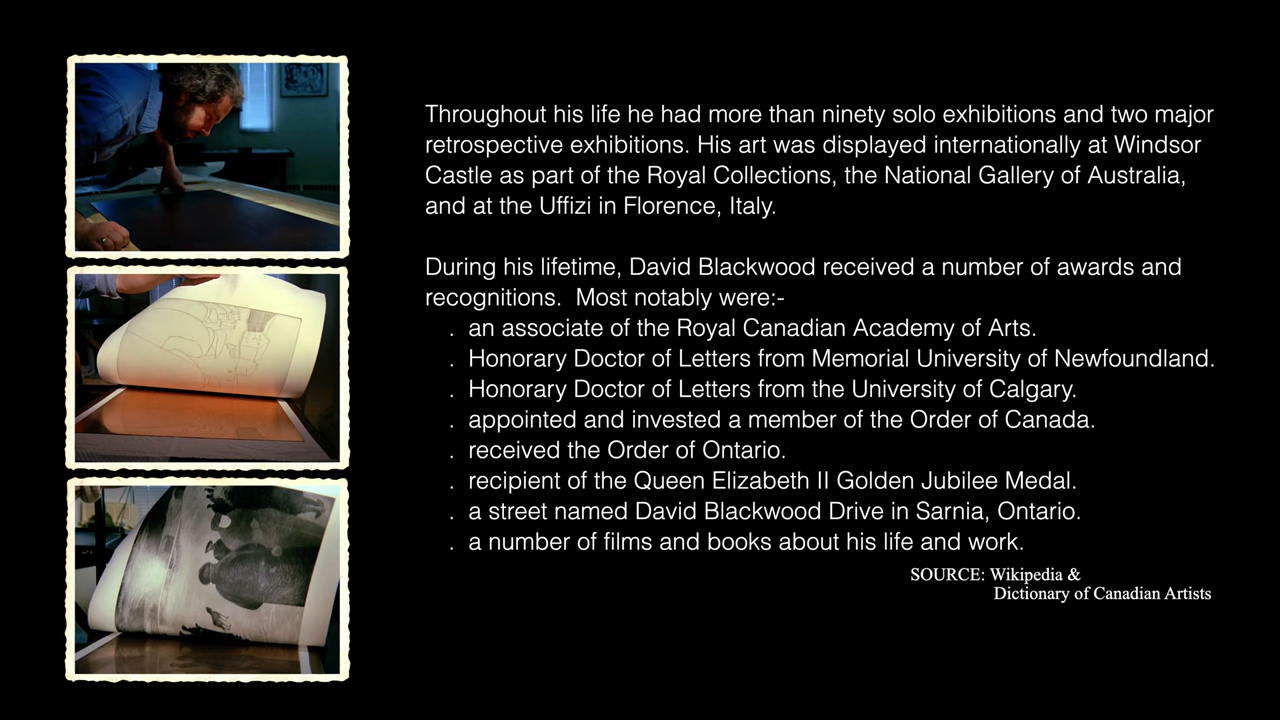 Throughout his life he had more than ninety solo exhibitions and two major
retrospective exhibitions. His art was displayed internationally at Windsor
Castle as part of the Royal Collections, the National Gallery of Australia,
and at the Uffizi in Florence, Italy.
During his lifetime, David Blackwood received a number of awards and
recognitions.  Most notably were:-
. an associate of the Royal Canadian Academy of Arts.
. Honorary Doctor of Letters from Memorial University of Newfoundland.
. Honorary Doctor of Letters from the University of Calgary.
. appointed and invested a member of the Order of Canada.
. received the Order of Ontario.
. recipient of the Queen Elizabeth II Golden Jubilee Medal.
. a street named David Blackwood Drive in Sarnia, Ontario.
. a number of films and books about his life and work.
SOURCE: Wikipedia &
Dictionary of Canadian Artists